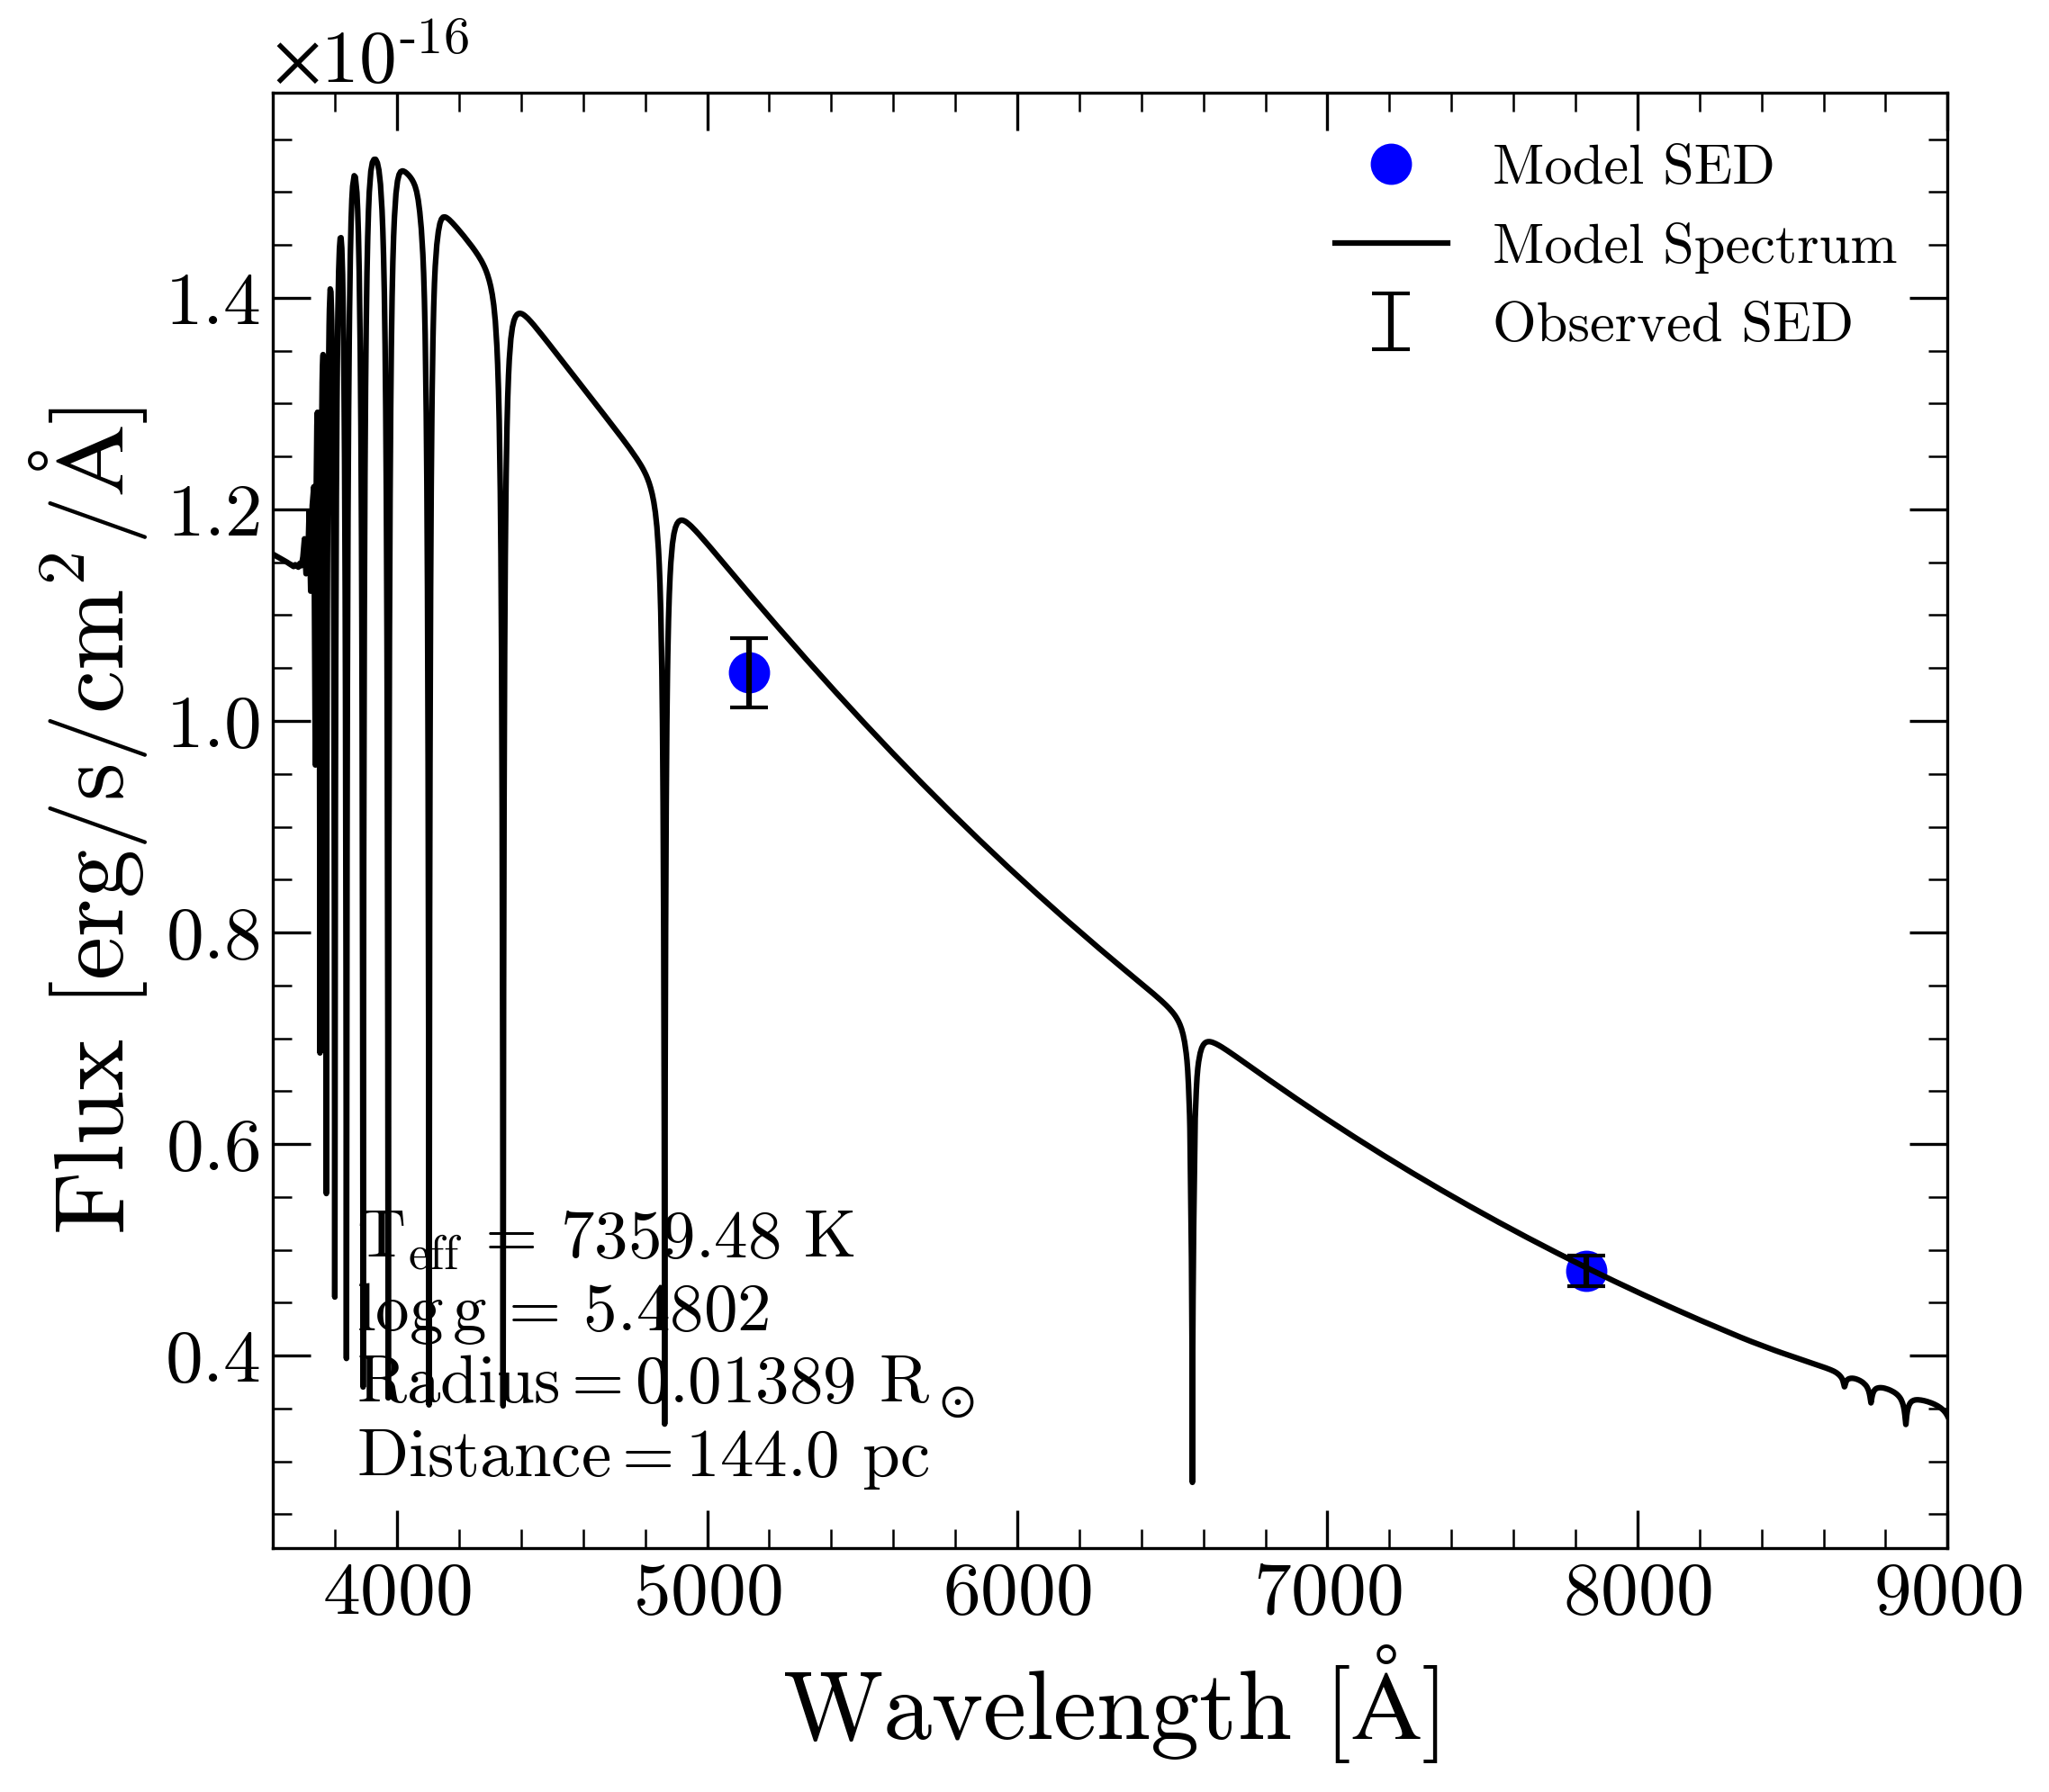 ×10-16
Model SED
Model Spectrum
Observed SED
1.4
1.2
1.0
0.8
0.6
0.4
Flux [erg/s/cm2/Å]
Teff = 7359.48 K
log g = 5.4802
Radius = 0.01389 R⊙
Distance = 144.0 pc
4000 5000 6000 7000 8000 9000
Wavelength [Å]